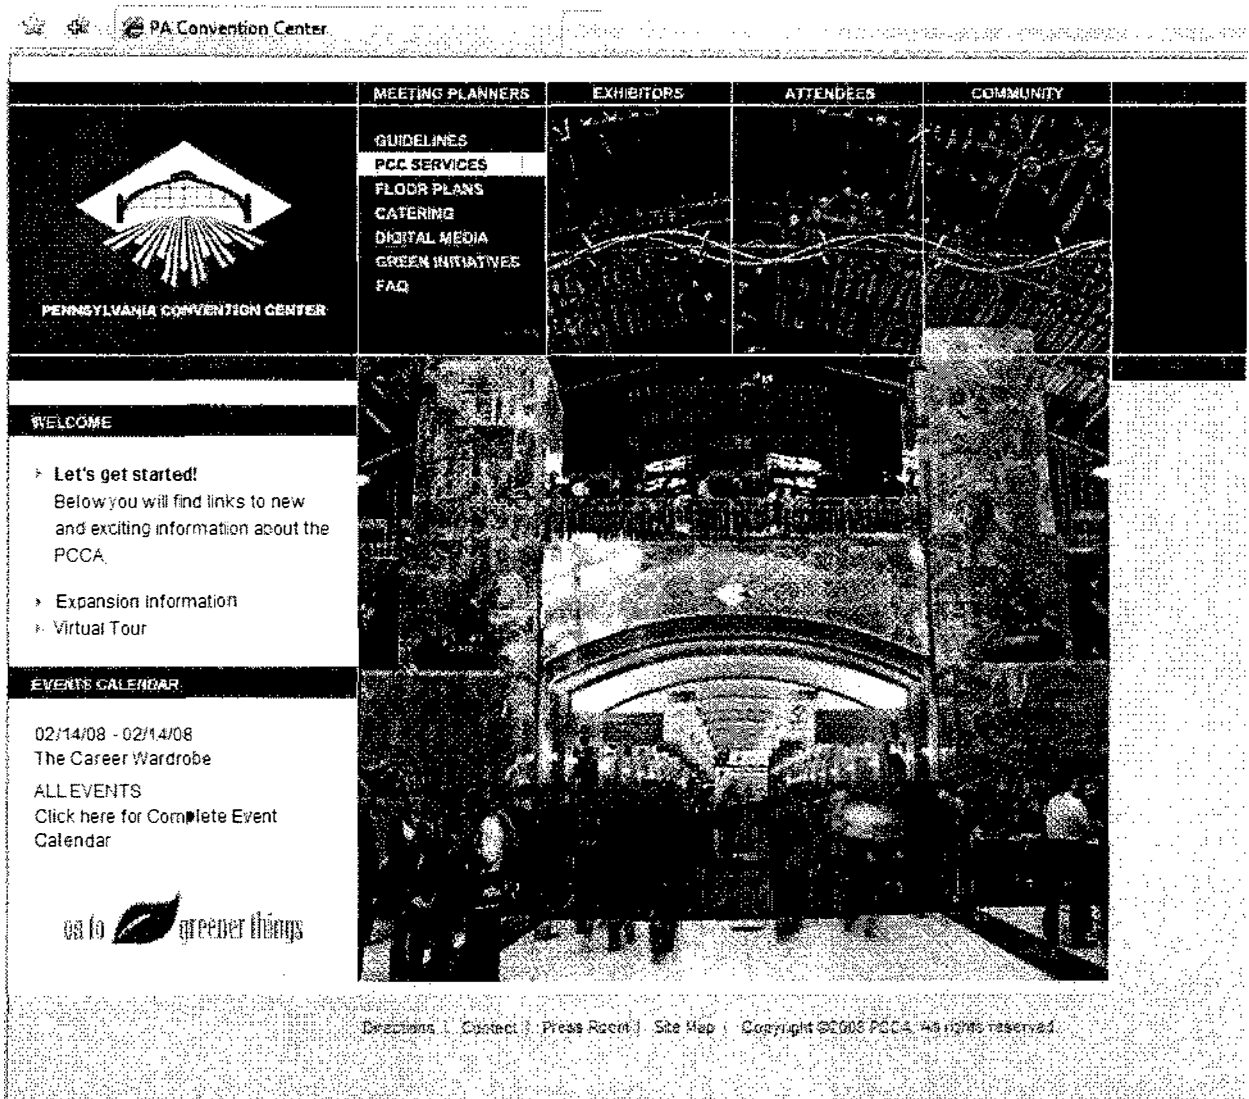 PA Convention Center
MEETING PLANNERS
EXHIBITORS
ATTENDEES
COMMUNITY
GUIDELINES
PCC SERVICES
FLOOR PLANS
CATERING
DIGITAL MEDIA
GREEN INITIATIVES
FAQ
PENNSYLVANIA CONVENTION CENTER
WELCOME
Let's get started!
Below you will find links to new
and exciting information about the
PCCA.
Expansion Information
Virtual Tour
EVENTS CALENDAR
02/14/08 - 02/14/08
The Career Wardrobe
ALL EVENTS
Click here for Complete Event
Calendar
on to greener things
Directions | Contact | Press Room | Site Map | Copyright ©2008 PCCA, All rights reserved.